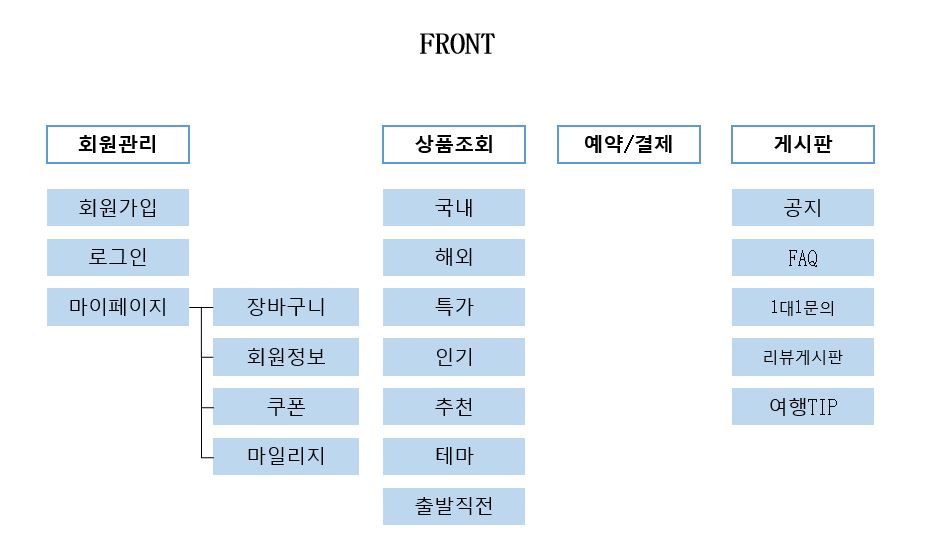 FRONT
회원관리
상품조회
예약/결제
게시판
회원가입
국내
공지
로그인
해외
FAQ
마이페이지
장바구니
특가
1대1문의
회원정보
인기
리뷰게시판
쿠폰
추천
여행TIP
마일리지
테마
출발직전